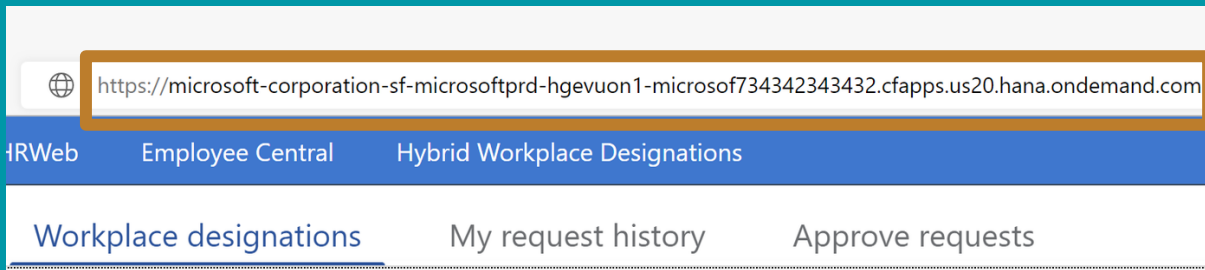 https://microsoft-corporation-sf-microsoftprd-hgevuon1-microsof734342343432.cfapps.us20.hana.ondemand.com
HRWeb Employee Central Hybrid Workplace Designations
Workplace designations My request history Approve requests